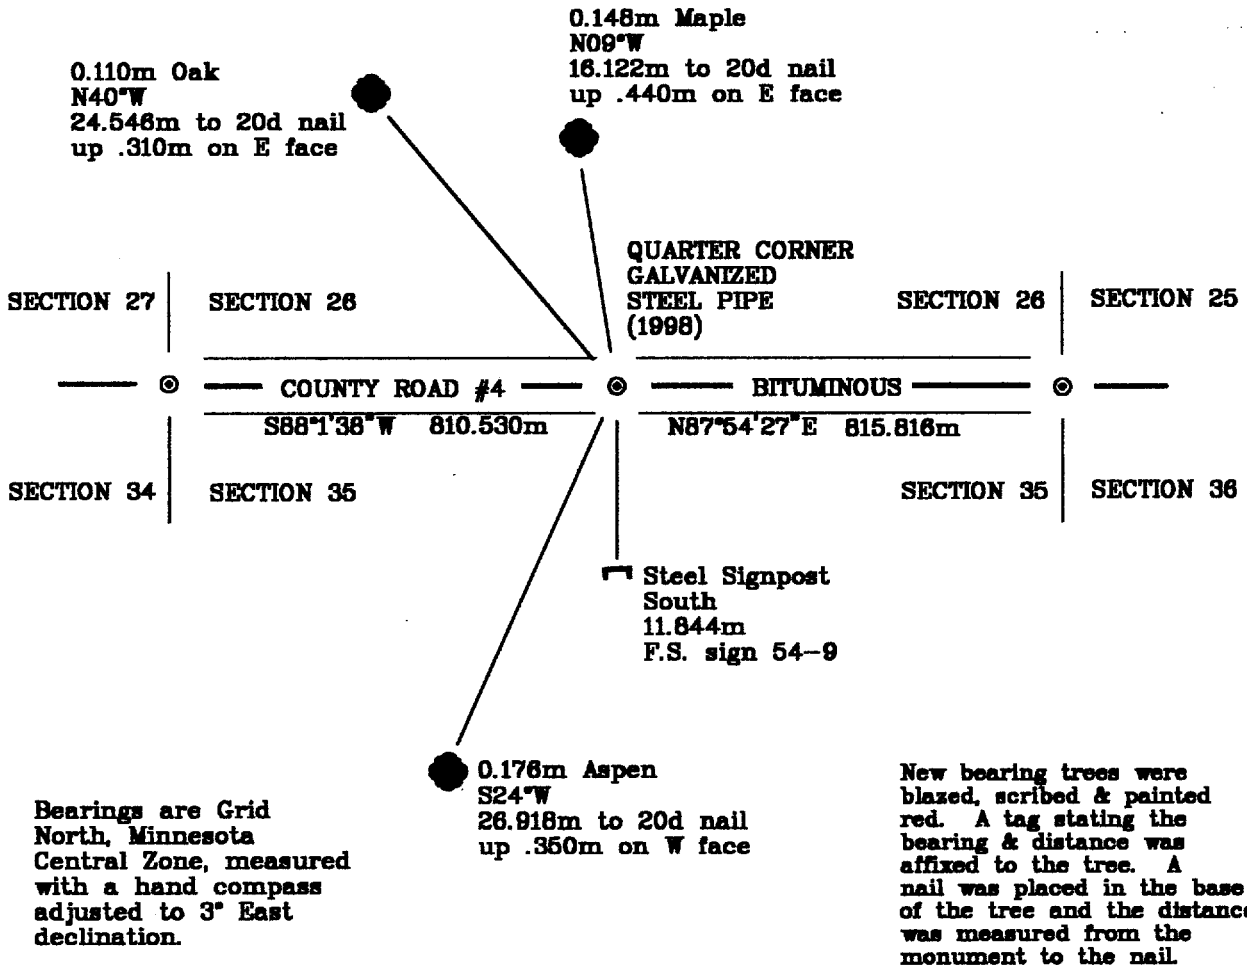 0.148m Maple
N09°W
16.122m to 20d nail
up .440m on E face
0.110m Oak
N40°W
24.546m to 20d nail
up .310m on E face
QUARTER CORNER
GALVANIZED
STEEL PIPE
(1998)
SECTION 27
SECTION 26
SECTION 26
SECTION 25
COUNTY ROAD #4
BITUMINOUS
S88°1'38"W 810.530m
N87°54'27"E 815.816m
SECTION 34
SECTION 35
SECTION 35
SECTION 36
Steel Signpost
South
11.844m
F.S. sign 54-9
0.176m Aspen
S24°W
26.918m to 20d nail
up .350m on W face
Bearings are Grid
North, Minnesota
Central Zone, measured
with a hand compass
adjusted to 3° East
declination.
New bearing trees were
blazed, scribed & painted
red. A tag stating the
bearing & distance was
affixed to the tree. A
nail was placed in the base
of the tree and the distance
was measured from the
monument to the nail.